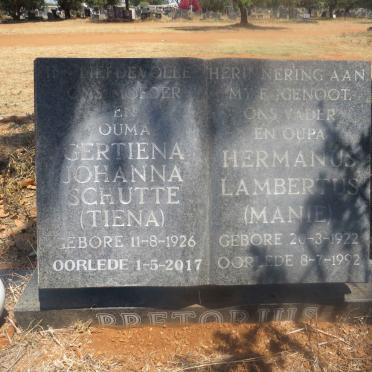 IN LIEFDEVOLLE HERINNERING AAN
ONS MOEDER
EN
OUMA
GERTIENA
JOHANNA
SCHUTTE
(TIENA)
GEBORE 11-8-1926
OORLEDE 1-5-2017
MY EGGENOOT,
ONS VADER
EN OUPA
HERMANUS
LAMBERTUS
(MANIE)
GEBORE 20-3-1922
OORLEDE 8-7-1992
PRETORIUS